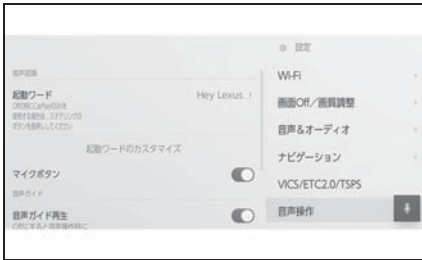 設定
音声認識
起動ワード
Hey Lexus
起動ワードのカスタマイズ
マイクボタン
音声ガイド
音声ガイド再生
Wi-Fi
画面Off／画質調整
音声＆オーディオ
ナビゲーション
VICS/ETC2.0/TSPS
音声操作